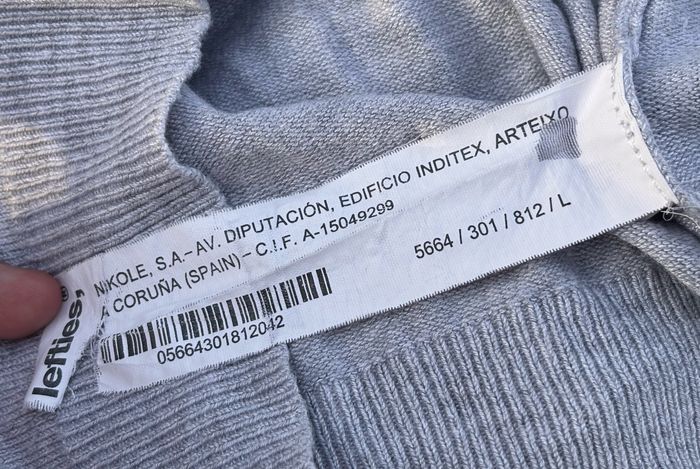 lefties®
NIKOLE, S.A.– AV. DIPUTACIÓN, EDIFICIO INDITEX, ARTEIXO
A CORUÑA (SPAIN) – C.I.F. A-15049299
5664 / 301 / 812 / L
05664301812042